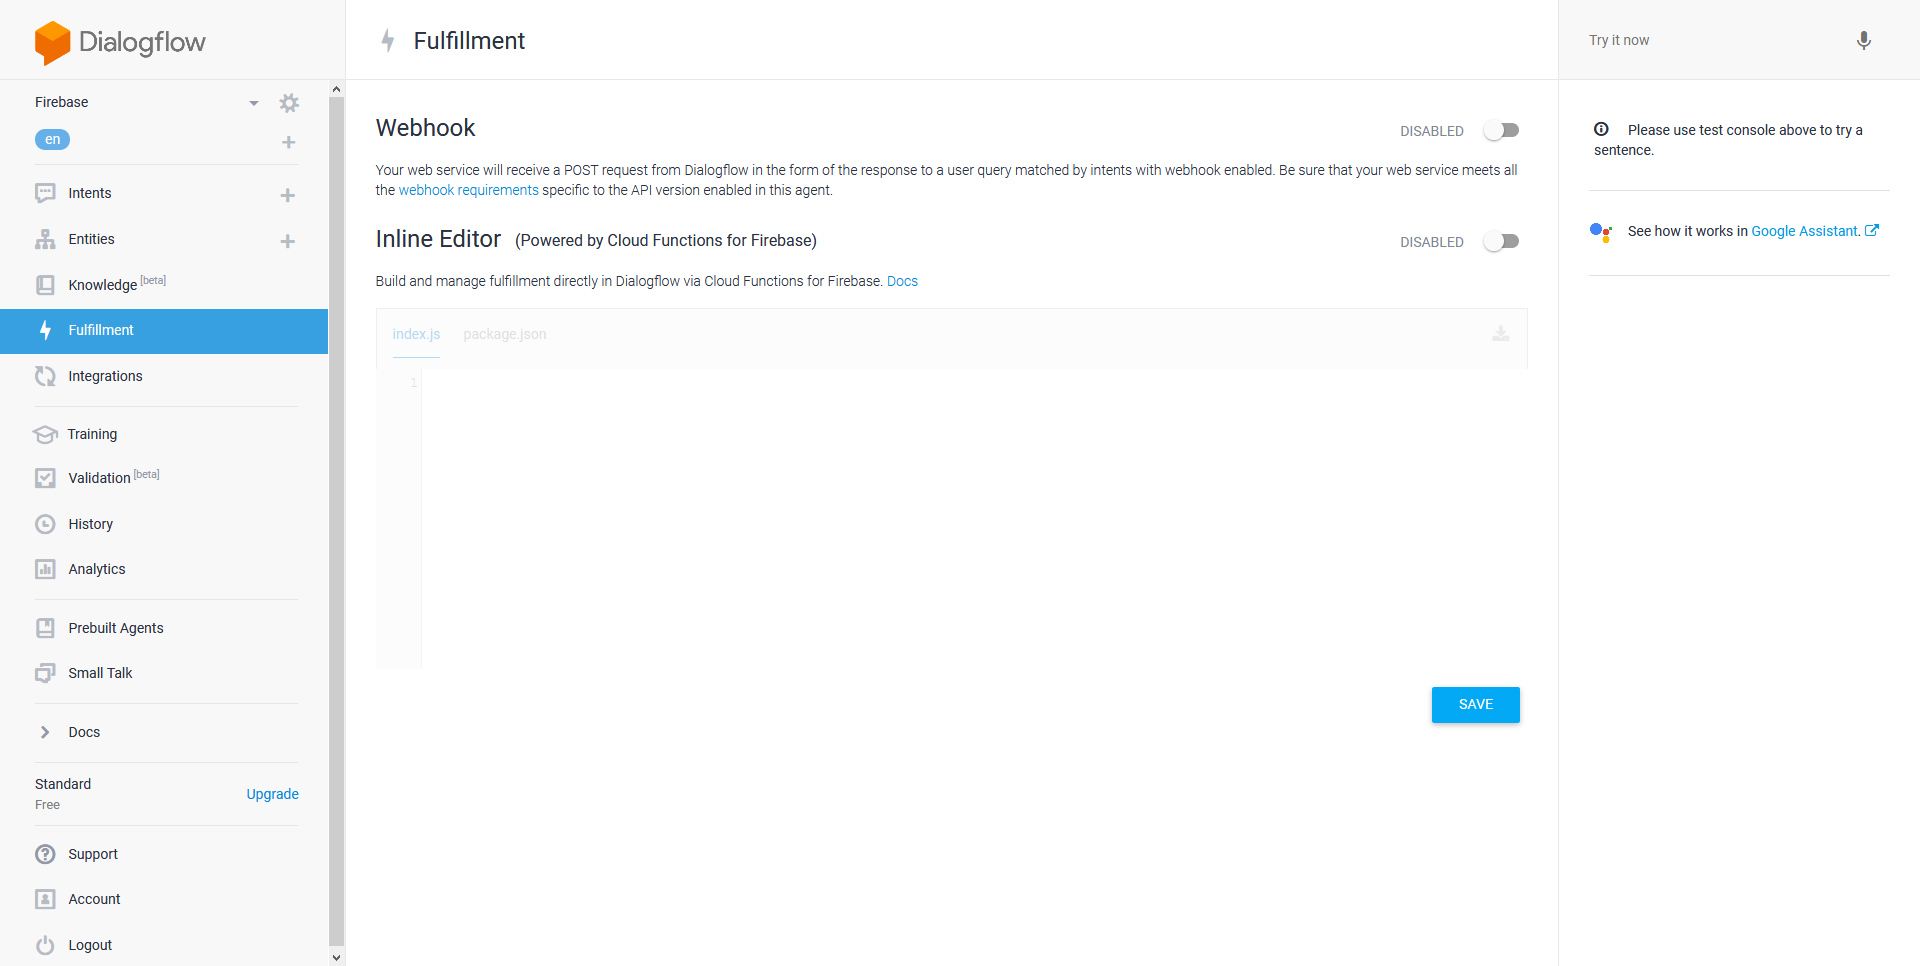 Dialogflow
Firebase
en
Intents
Entities
Knowledge [beta]
Fulfillment
Integrations
Training
Validation [beta]
History
Analytics
Prebuilt Agents
Small Talk
Docs
Standard
Free
Upgrade
Support
Account
Logout
Fulfillment
Webhook
DISABLED
Your web service will receive a POST request from Dialogflow in the form of the response to a user query matched by intents with webhook enabled. Be sure that your web service meets all
the webhook requirements specific to the API version enabled in this agent.
Inline Editor (Powered by Cloud Functions for Firebase)
DISABLED
Build and manage fulfillment directly in Dialogflow via Cloud Functions for Firebase. Docs
index.js package.json
1
SAVE
Try it now
Please use test console above to try a
sentence.
See how it works in Google Assistant.